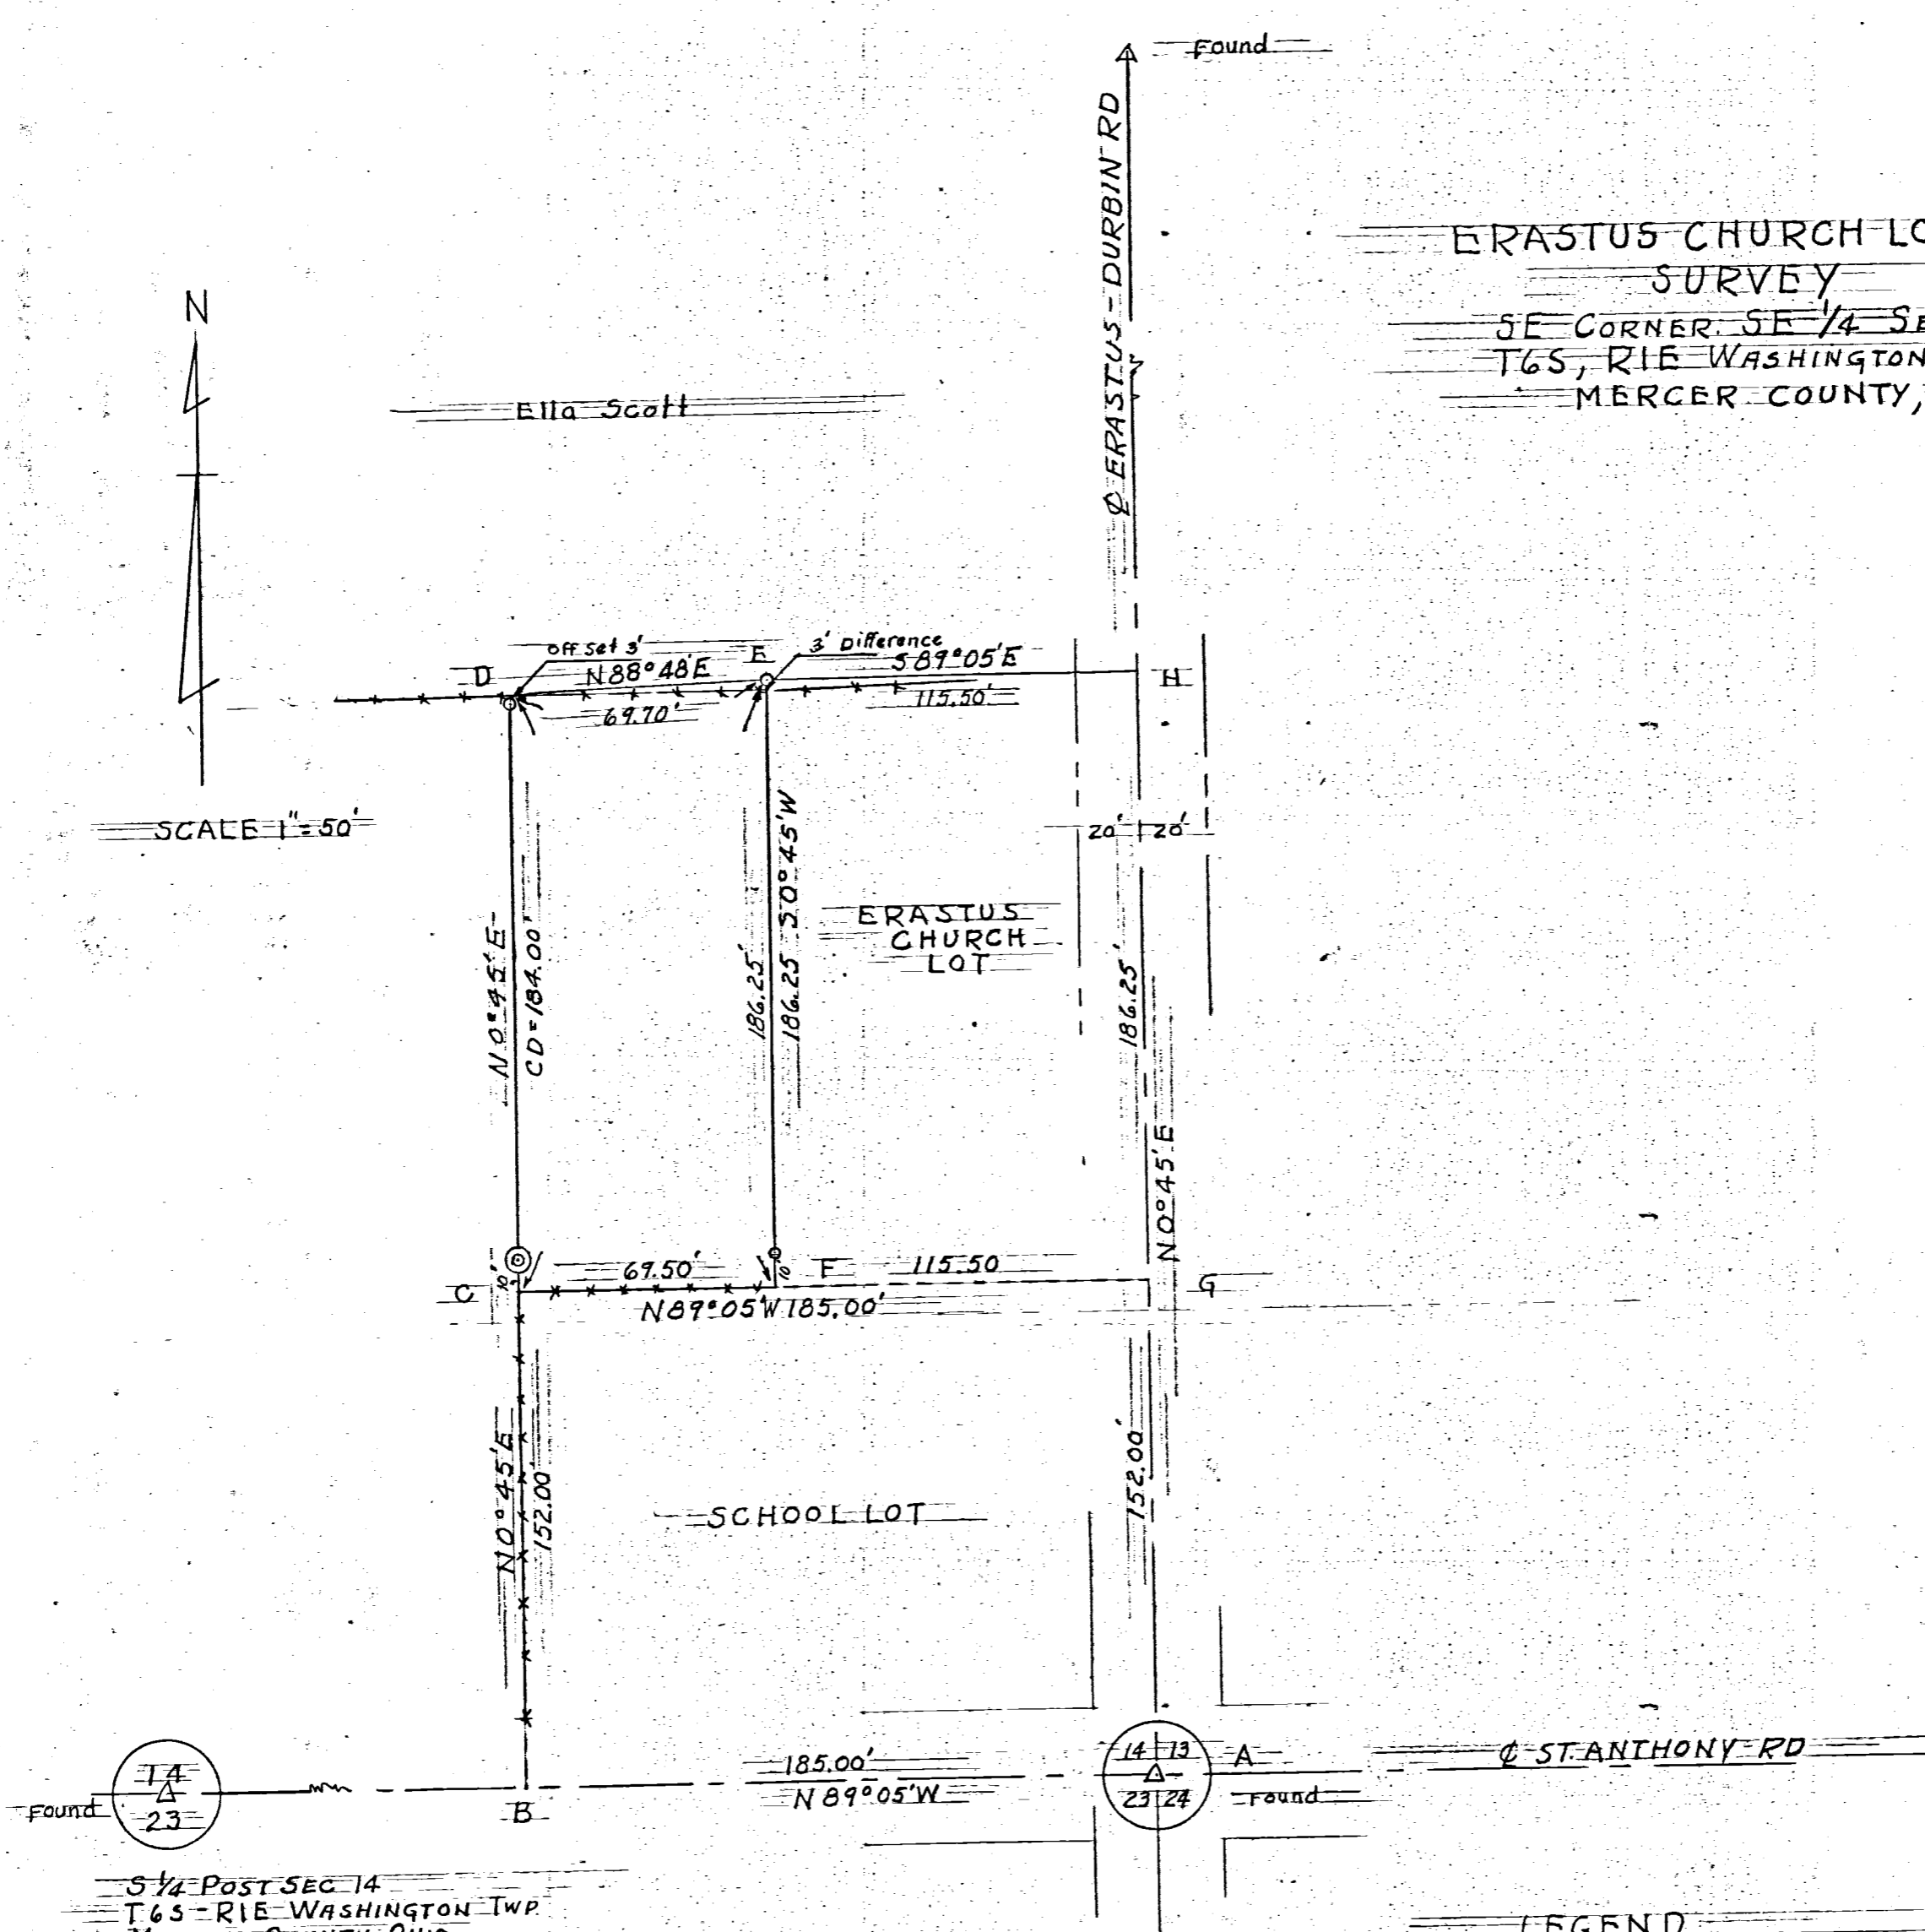 Found
₵ ERASTUS - DURBIN RD
ERASTUS CHURCH LO
SURVEY
SE CORNER SE 1/4 SE
T6S, R1E WASHINGTON
MERCER COUNTY,
N
Ella Scott
SCALE 1"=50'
Off Set 3'
3' Difference
D
N88°48'E
E
S89°05'E
H
69.70'
115.50'
20' 20'
N0°45'E
CD=184.00'
186.25'
186.25 S0°45'W
ERASTUS
CHURCH
LOT
186.25'
N0°45'E
C
10'
69.50'
10'
F
115.50
G
N89°05'W 185.00'
N0°45'E
152.00'
SCHOOL LOT
152.00'
14
23
Found
B
185.00'
N89°05'W
14 13
23 24
A
Found
₵ ST. ANTHONY RD
S 1/4 POST SEC 14
T6S-R1E WASHINGTON TWP
COUNTY OHIO
LEGEND